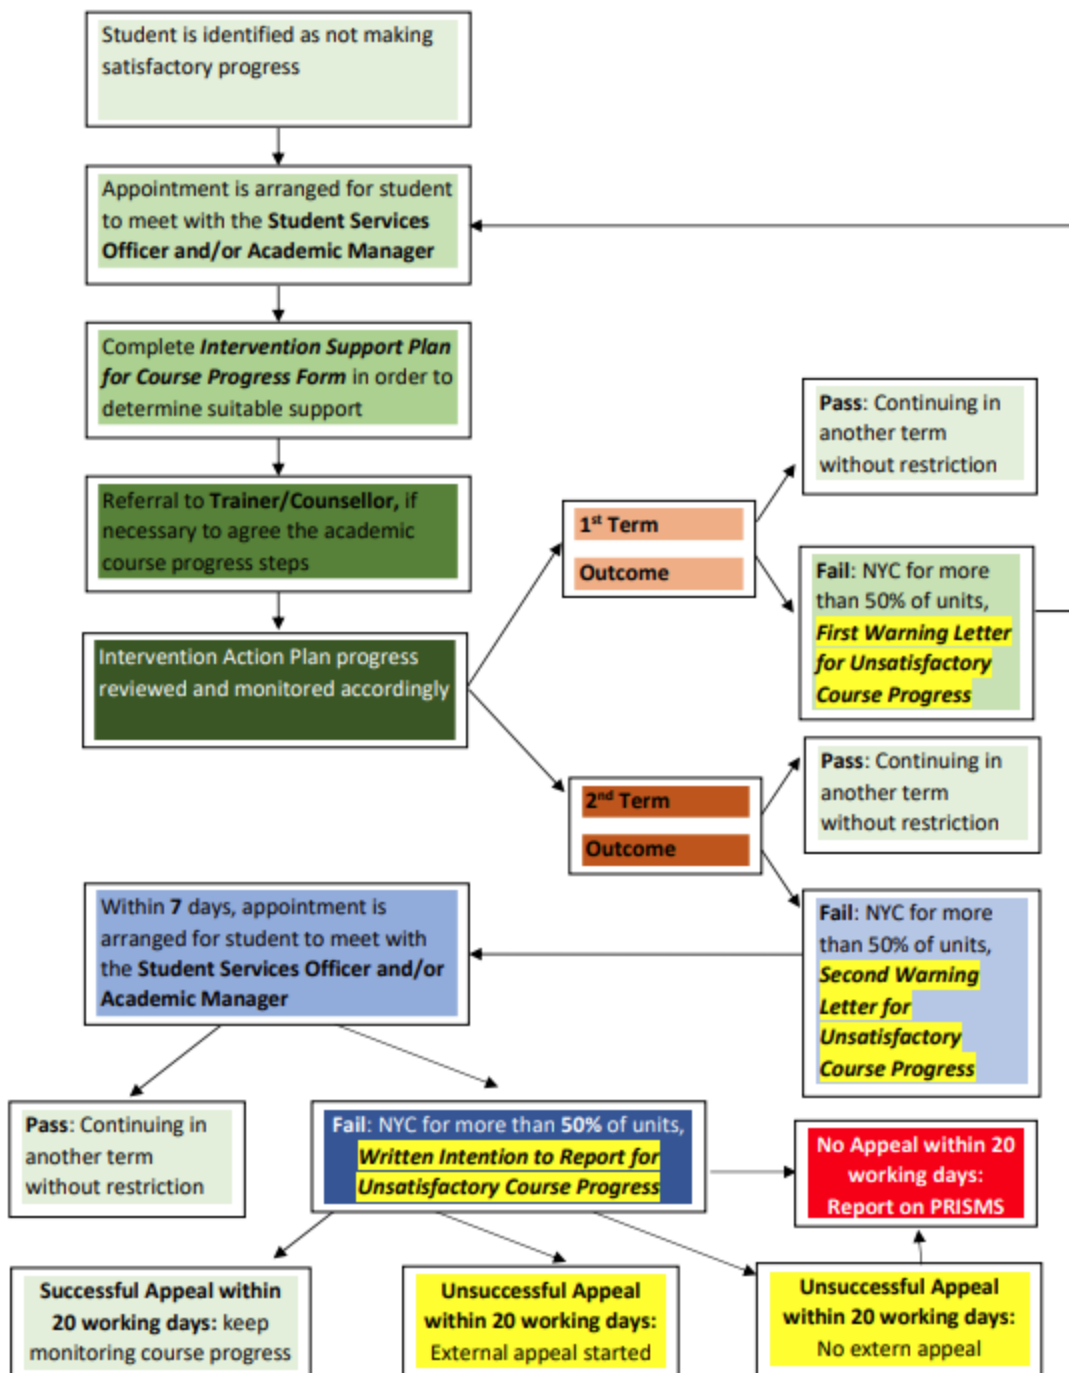 Student is identified as not making
satisfactory progress
Appointment is arranged for student
to meet with the Student Services
Officer and/or Academic Manager
Complete Intervention Support Plan
for Course Progress Form in order to
determine suitable support
Referral to Trainer/Counsellor, if
necessary to agree the academic
course progress steps
Intervention Action Plan progress
reviewed and monitored accordingly
1st Term
Outcome
Pass: Continuing in
another term
without restriction
Fail: NYC for more
than 50% of units,
First Warning Letter
for Unsatisfactory
Course Progress
2nd Term
Outcome
Pass: Continuing in
another term
without restriction
Fail: NYC for more
than 50% of units,
Second Warning
Letter for
Unsatisfactory
Course Progress
Within 7 days, appointment is
arranged for student to meet with
the Student Services Officer and/or
Academic Manager
Pass: Continuing in
another term
without restriction
Fail: NYC for more than 50% of units,
Written Intention to Report for
Unsatisfactory Course Progress
No Appeal within 20
working days:
Report on PRISMS
Successful Appeal within
20 working days: keep
monitoring course progress
Unsuccessful Appeal
within 20 working days:
External appeal started
Unsuccessful Appeal
within 20 working days:
No extern appeal